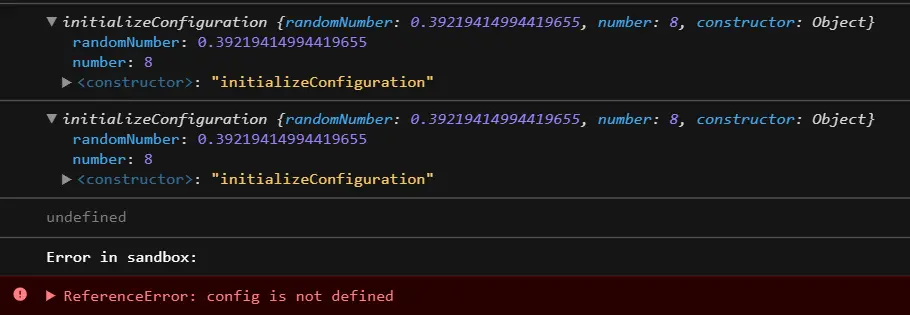 initializeConfiguration {randomNumber: 0.39219414994419655, number: 8, constructor: Object}
randomNumber: 0.39219414994419655
number: 8
<constructor>: "initializeConfiguration"
initializeConfiguration {randomNumber: 0.39219414994419655, number: 8, constructor: Object}
randomNumber: 0.39219414994419655
number: 8
<constructor>: "initializeConfiguration"
undefined
Error in sandbox:
ReferenceError: config is not defined